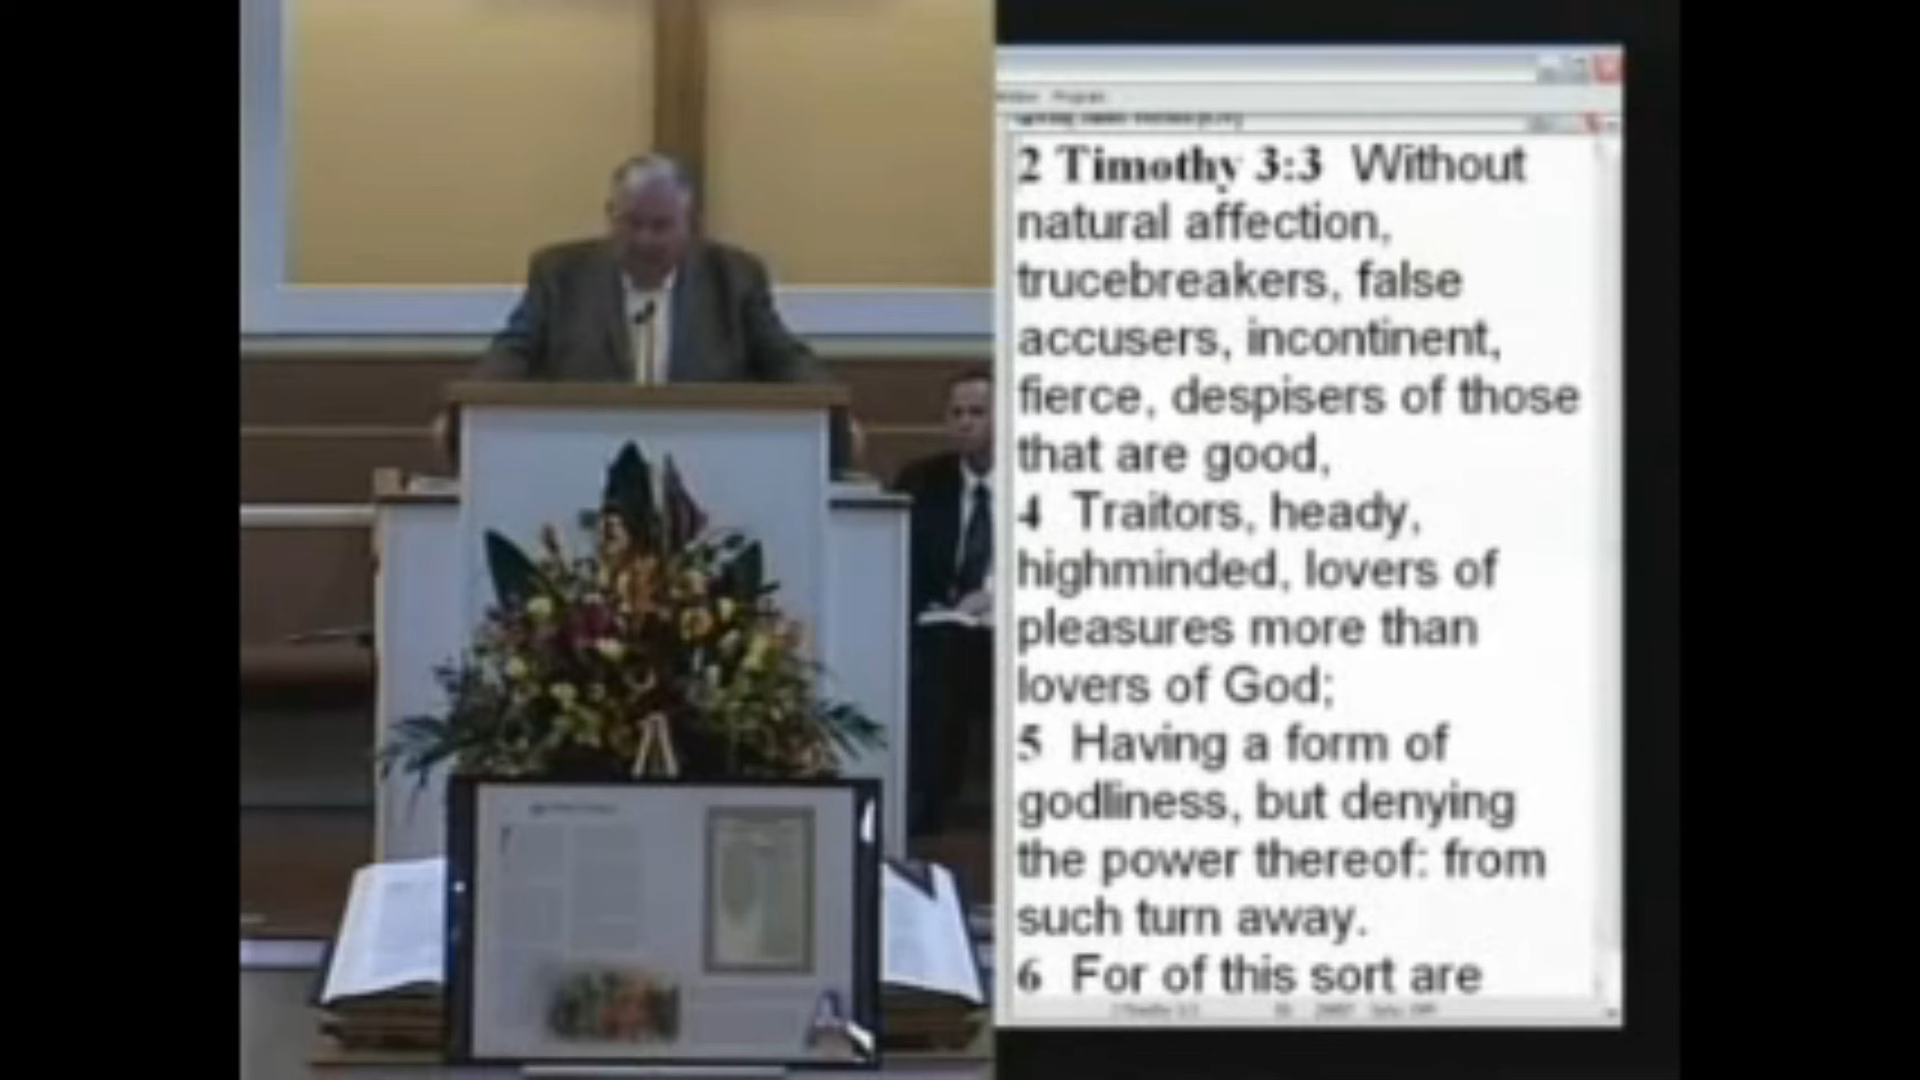 2 Timothy 3:3 Without
natural affection,
trucebreakers, false
accusers, incontinent,
fierce, despisers of those
that are good,
4 Traitors, heady,
highminded, lovers of
pleasures more than
lovers of God;
5 Having a form of
godliness, but denying
the power thereof: from
such turn away.
6 For of this sort are